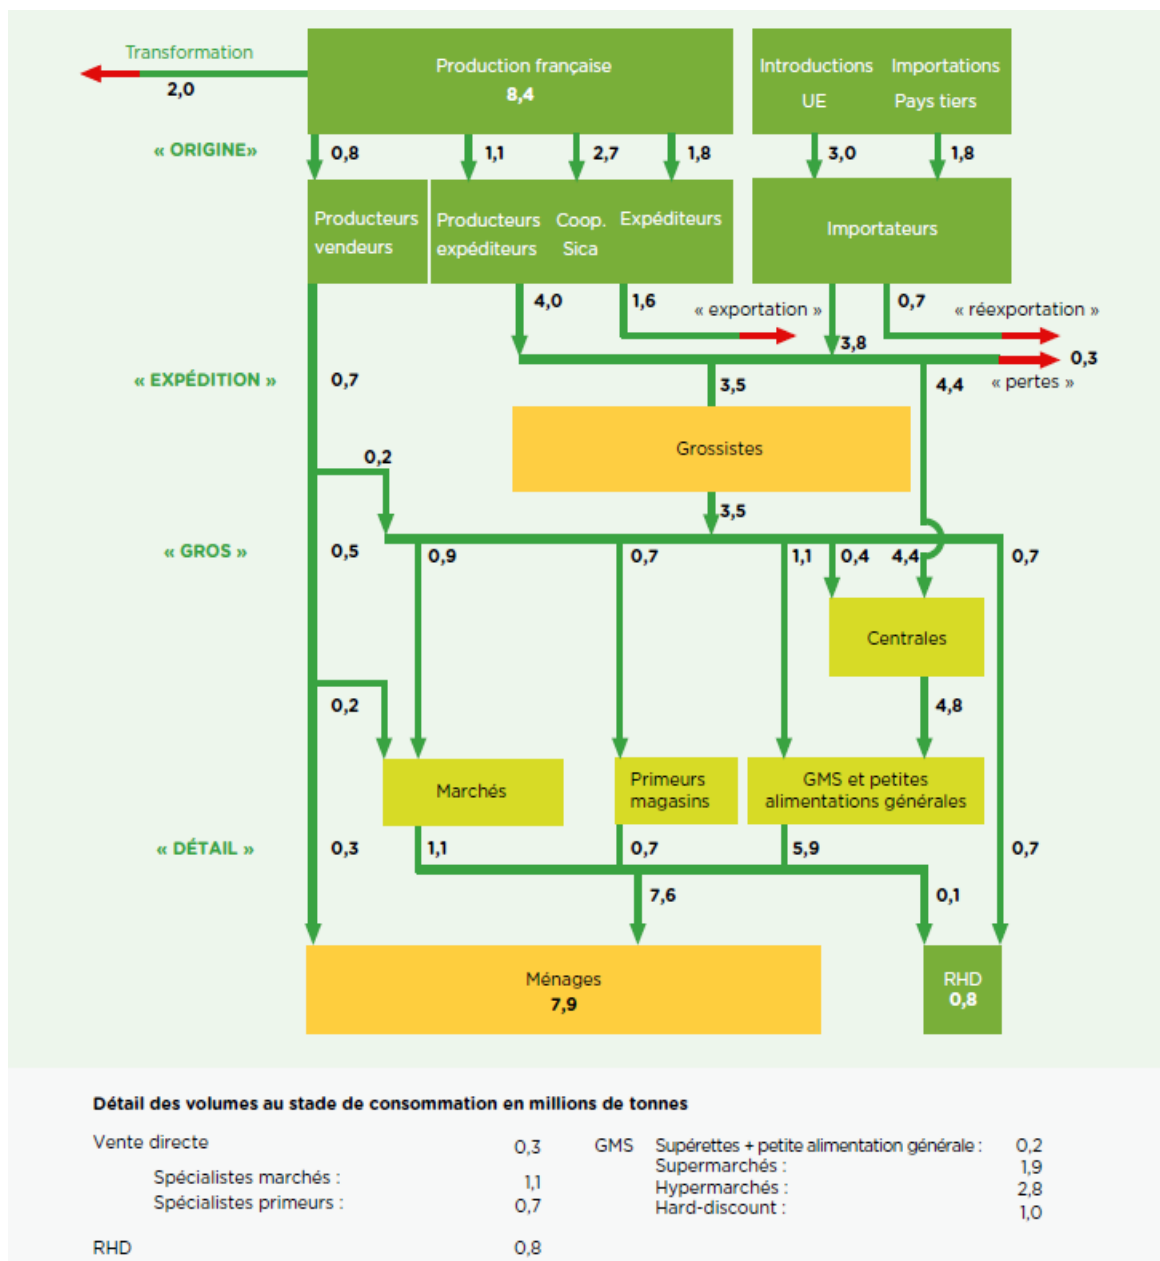 Transformation
2,0
Production française
8,4
Introductions Importations
UE Pays tiers
« ORIGINE»
0,8 1,1 2,7 1,8 3,0 1,8
Producteurs
vendeurs
Producteurs Coop. Expéditeurs
expéditeurs Sica
Importateurs
4,0 1,6 « exportation » 0,7 « réexportation »
3,8
0,3
« EXPÉDITION » 0,7 3,5 4,4 « pertes »
Grossistes
0,2
3,5
« GROS » 0,5 0,9 0,7 1,1 0,4 4,4 0,7
Centrales
0,2 4,8
Marchés
Primeurs
magasins
GMS et petites
alimentations générales
« DÉTAIL » 0,3 1,1 0,7 5,9 0,7
7,6 0,1
Ménages
7,9
RHD
0,8
Détail des volumes au stade de consommation en millions de tonnes
Vente directe 0,3
Spécialistes marchés : 1,1
Spécialistes primeurs : 0,7
RHD 0,8
GMS Supérettes + petite alimentation générale : 0,2
Supermarchés : 1,9
Hypermarchés : 2,8
Hard-discount : 1,0